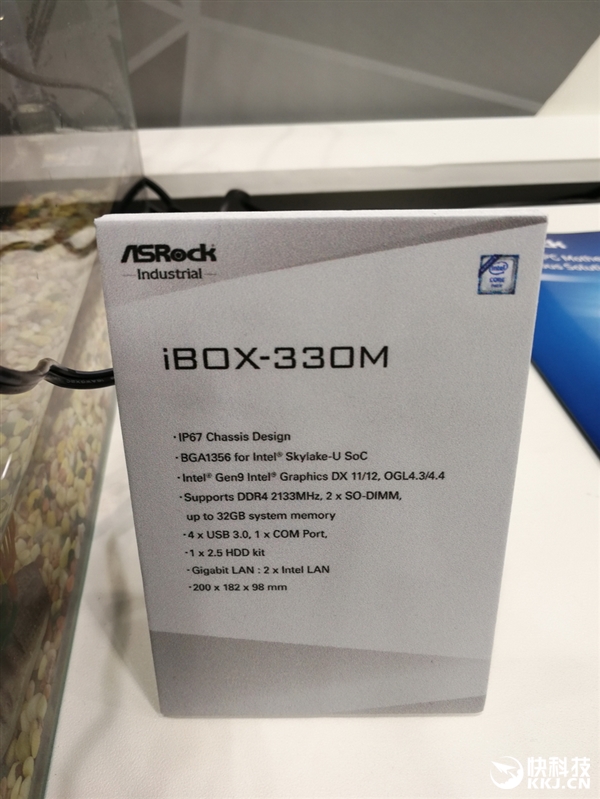 ASRock
Industrial
intel
CORE
iBOX-330M
·IP67 Chassis Design
·BGA1356 for Intel® Skylake-U SoC
·Intel® Gen9 Intel® Graphics DX 11/12, OGL4.3/4.4
·Supports DDR4 2133MHz, 2 x SO-DIMM,
up to 32GB system memory
·4 x USB 3.0, 1 x COM Port,
·1 x 2.5 HDD kit
·Gigabit LAN : 2 x Intel LAN
·200 x 182 x 98 mm
快科技
KKJ.CN